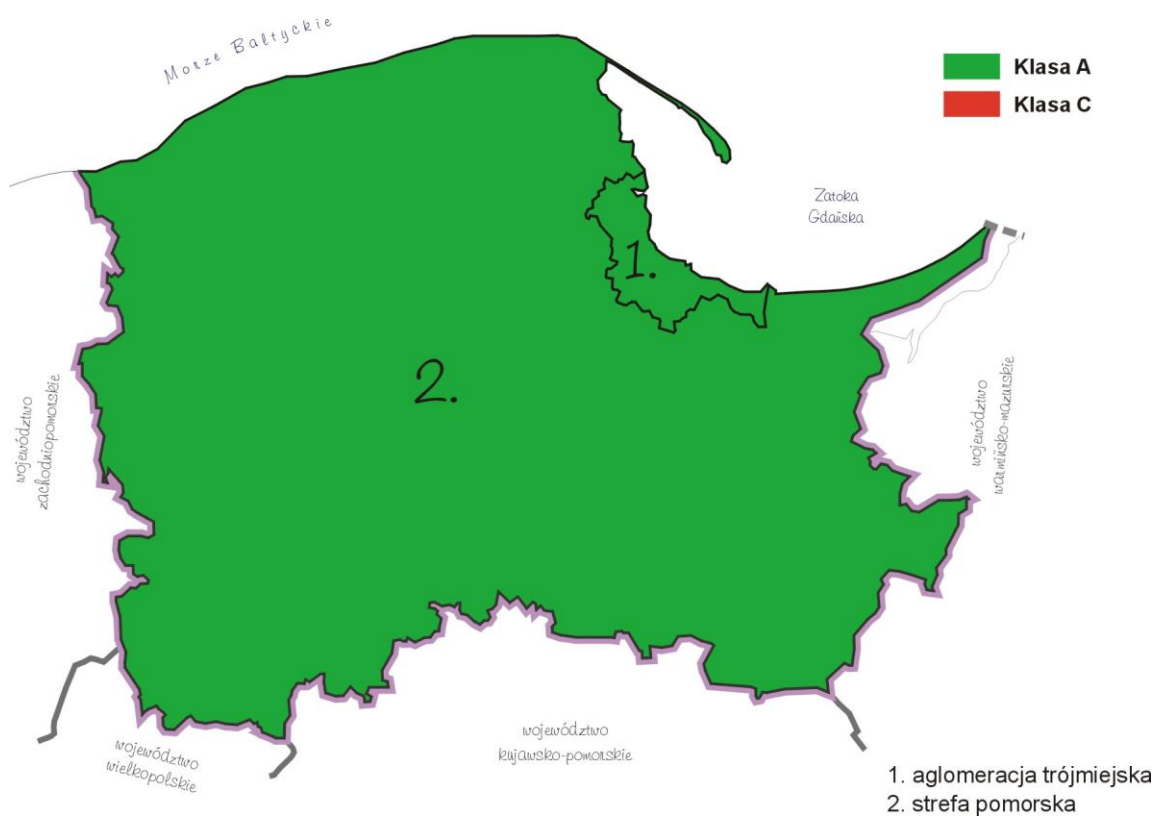 Morze Bałtyckie
Klasa A
Klasa C
Zatoka
Gdańska
1.
2.
województwo
zachodniopomorskie
województwo
warmińsko-mazurskie
województwo
wielkopolskie
województwo
kujawsko-pomorskie
1. aglomeracja trójmiejska
2. strefa pomorska